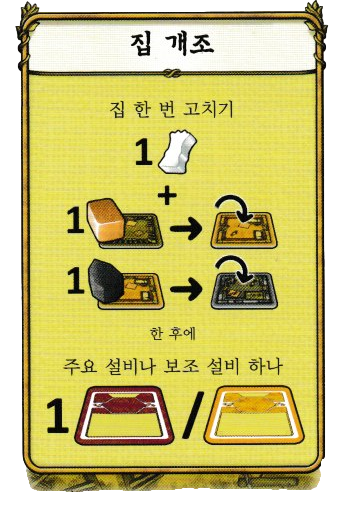 집 개조
집 한 번 고치기
1
+
1
1
한 후에
주요 설비나 보조 설비 하나
1 /